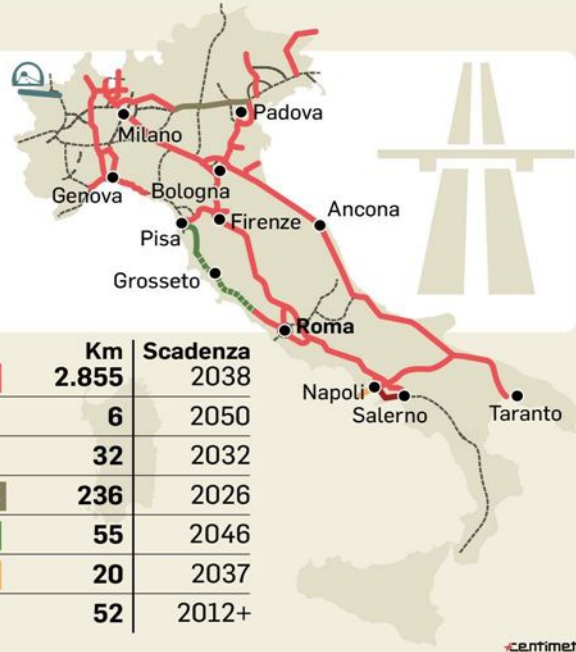 Padova
Milano
Genova
Bologna
Ancona
Firenze
Pisa
Grosseto
Roma
Km Scadenza
2.855 2038
6 2050
32 2032
236 2026
55 2046
20 2037
52 2012+
Napoli
Salerno
Taranto
centimet